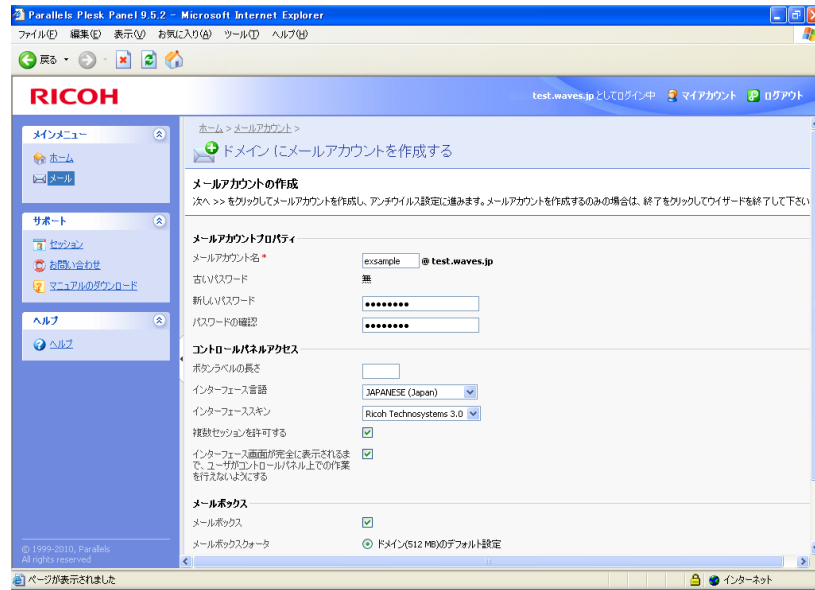 Parallels Plesk Panel 9.5.2 - Microsoft Internet Explorer
ファイル(F) 編集(E) 表示(V) お気に入り(A) ツール(T) ヘルプ(H)
戻る
RICOH
test.waves.jp としてログイン中 マイアカウント ログアウト
メインメニュー
ホーム
メール
サポート
セッション
お問い合わせ
マニュアルのダウンロード
ヘルプ
ヘルプ
© 1999-2010, Parallels
All rights reserved
ホーム > メールアカウント >
ドメイン にメールアカウントを作成する
メールアカウントの作成
次へ >> をクリックしてメールアカウントを作成し、アンチウイルス設定に進みます。メールアカウントを作成するのみの場合は、終了をクリックしてウィザードを終了して下さい
メールアカウントプロパティ
メールアカウント名 * exsample @ test.waves.jp
古いパスワード 無
新しいパスワード ••••••••
パスワードの確認 ••••••••
コントロールパネルアクセス
ボタンラベルの長さ
インターフェース言語 JAPANESE (Japan)
インターフェーススキン Ricoh Technosystems 3.0
複数セッションを許可する
インターフェース画面が完全に表示されるま
で、ユーザがコントロールパネル上での作業
を行えないようにする
メールボックス
メールボックス
メールボックスクォータ ドメイン(512 MB)のデフォルト設定
ページが表示されました インターネット